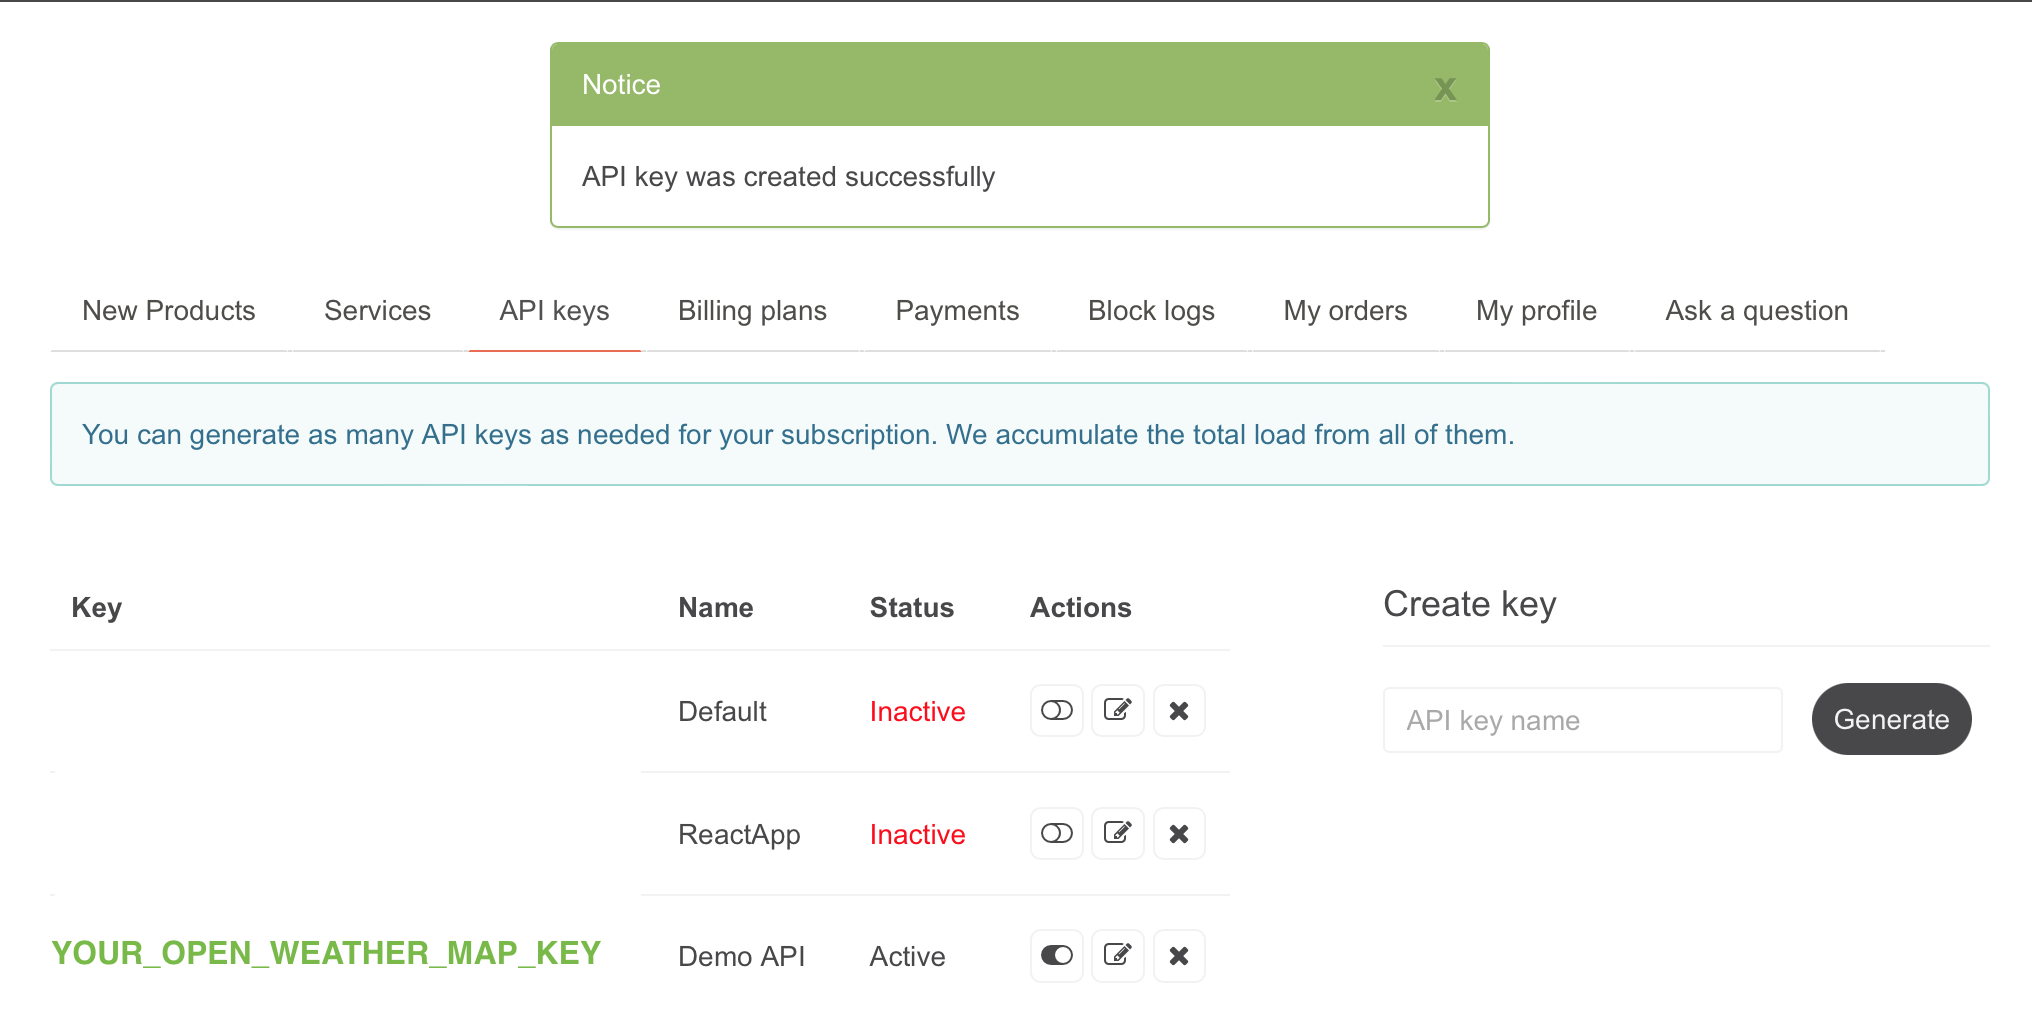 Notice
x
API key was created successfully
New Products Services API keys Billing plans Payments Block logs My orders My profile Ask a question
You can generate as many API keys as needed for your subscription. We accumulate the total load from all of them.
Key Name Status Actions
Create key
Default Inactive
API key name Generate
ReactApp Inactive
YOUR_OPEN_WEATHER_MAP_KEY Demo API Active